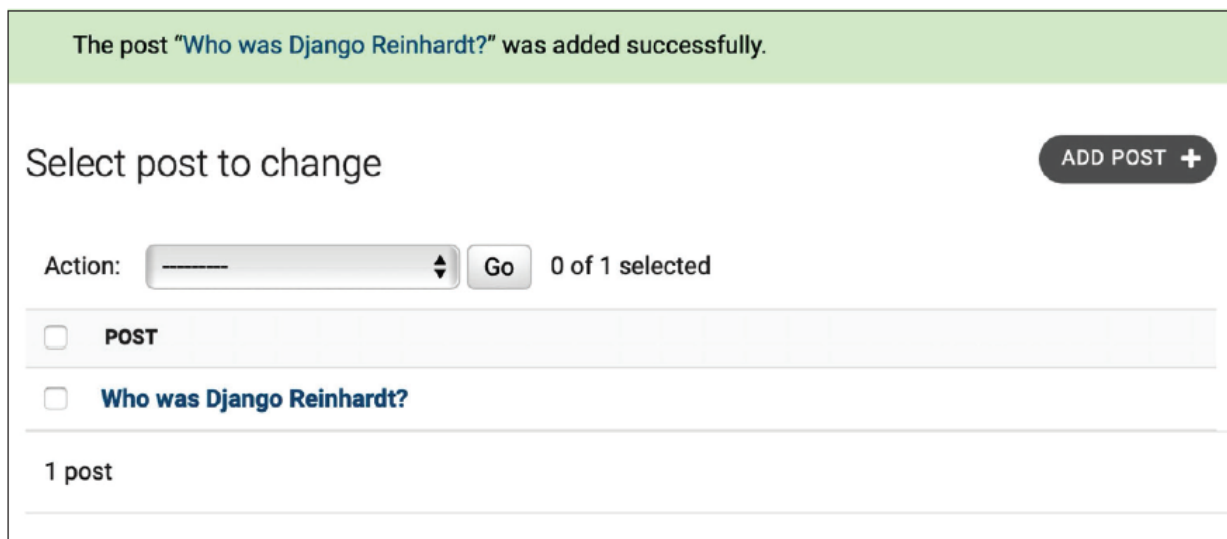 The post “Who was Django Reinhardt?” was added successfully.
Select post to change
ADD POST +
Action: --------- Go 0 of 1 selected
POST
Who was Django Reinhardt?
1 post